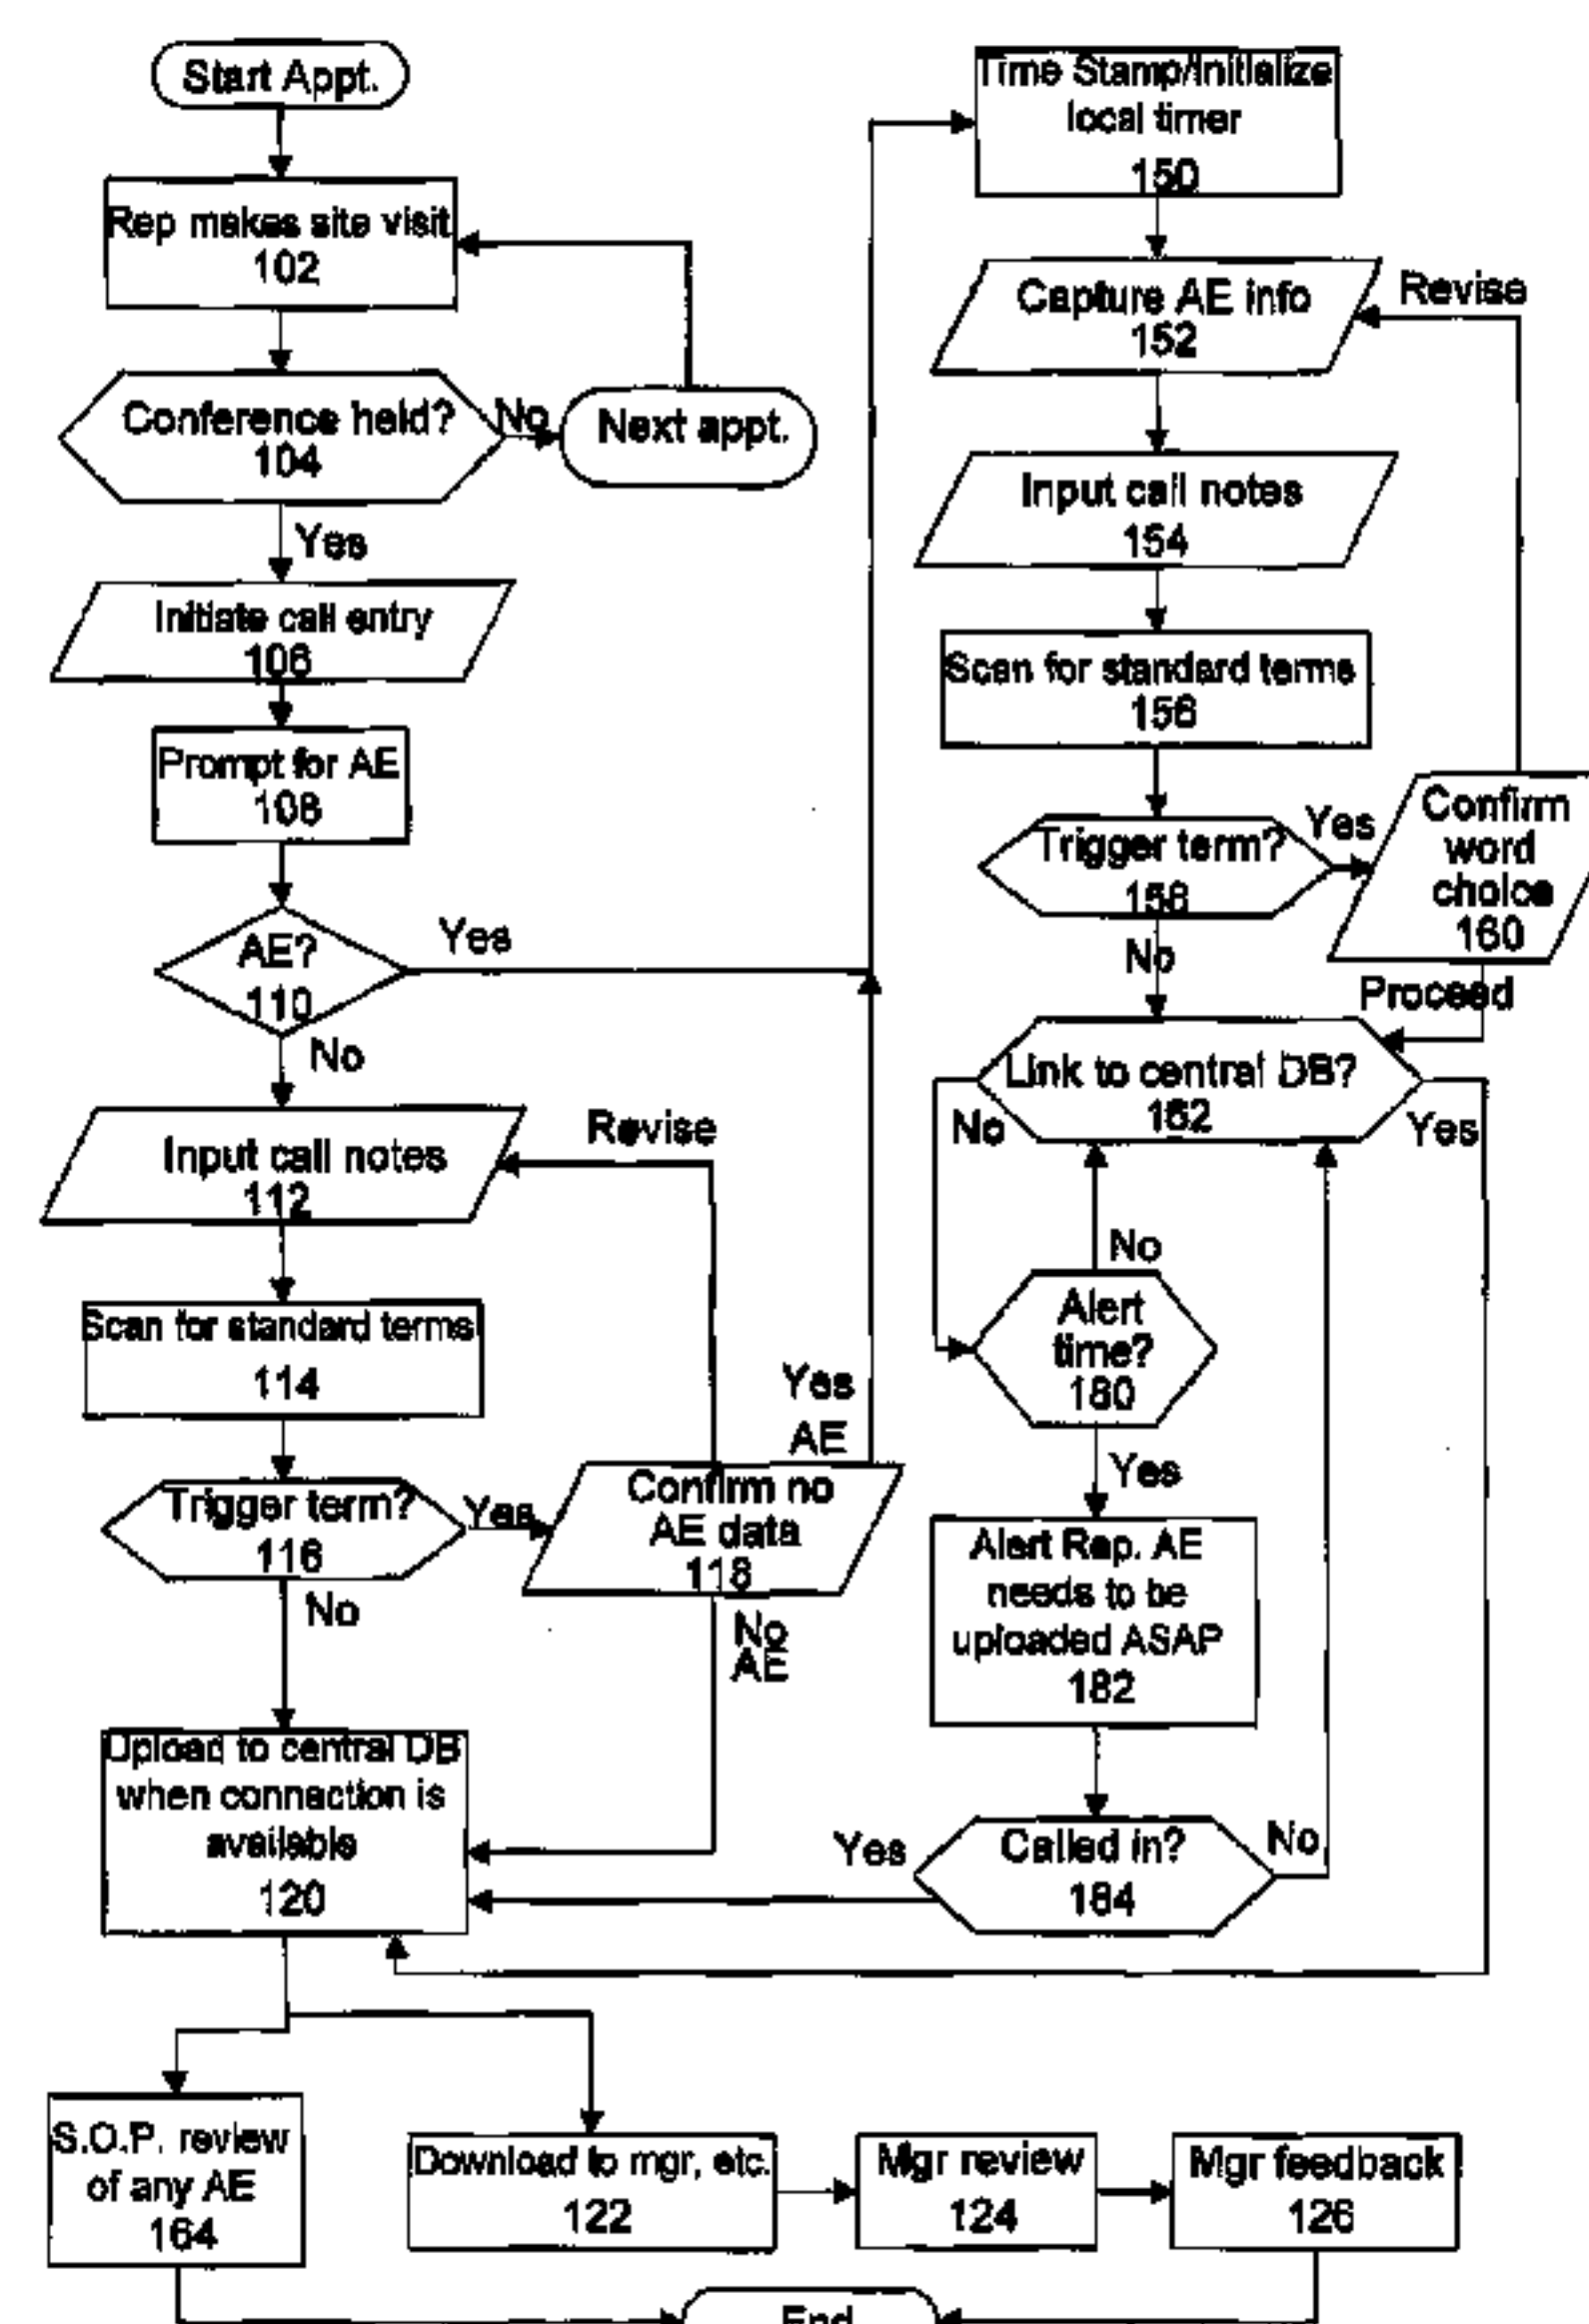 Start Appt.
Rep makes site visit
102
Conference held?
104
No
Next appt.
Yes
Initiate call entry
106
Prompt for AE
108
AE?
110
Yes
No
Input call notes
112
Revise
Scan for standard terms
114
Trigger term?
116
Yes
No
Confirm no
AE data
118
Yes
AE
No
AE
Upload to central DB
when connection is
available
120
Time Stamp/Initialize
local timer
150
Capture AE info
152
Revise
Input call notes
154
Scan for standard terms
156
Trigger term?
158
Yes
No
Confirm
word
choice
160
Proceed
Link to central DB?
162
No
Yes
No
Alert
time?
180
Yes
Alert Rep. AE
needs to be
uploaded ASAP
182
Called in?
184
Yes
No
S.O.P. review
of any AE
164
Download to mgr, etc.
122
Mgr review
124
Mgr feedback
126
End